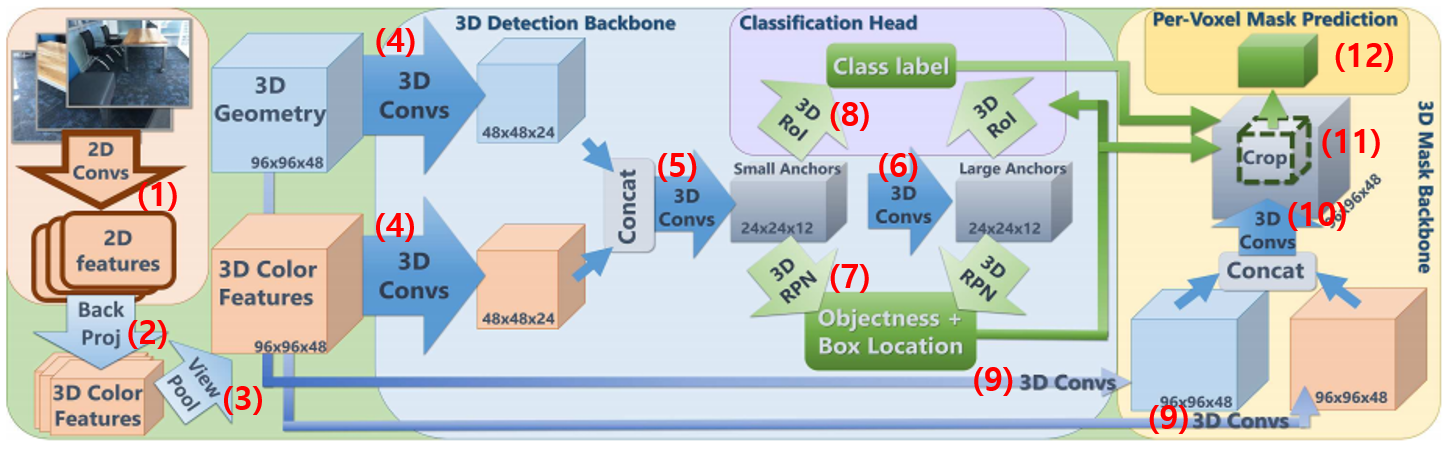 3D Detection Backbone
Classification Head
Per-Voxel Mask Prediction
2D
Convs
(1)
2D
features
Back
Proj
(2)
3D Color
Features
View
Pool
(3)
3D
Geometry
96x96x48
3D Color
Features
96x96x48
(4)
3D
Convs
(4)
3D
Convs
48x48x24
48x48x24
Concat
(5)
3D
Convs
Small Anchors
24x24x12
(6)
3D
Convs
Large Anchors
24x24x12
Class label
3D
RoI
(8)
3D
RoI
3D
RPN
(7)
3D
RPN
Objectness +
Box Location
(9) 3D Convs
(9) 3D Convs
96x96x48
96x96x48
Concat
3D
Convs
(10)
96x96x48
Crop
(11)
(12)
3D Mask Backbone